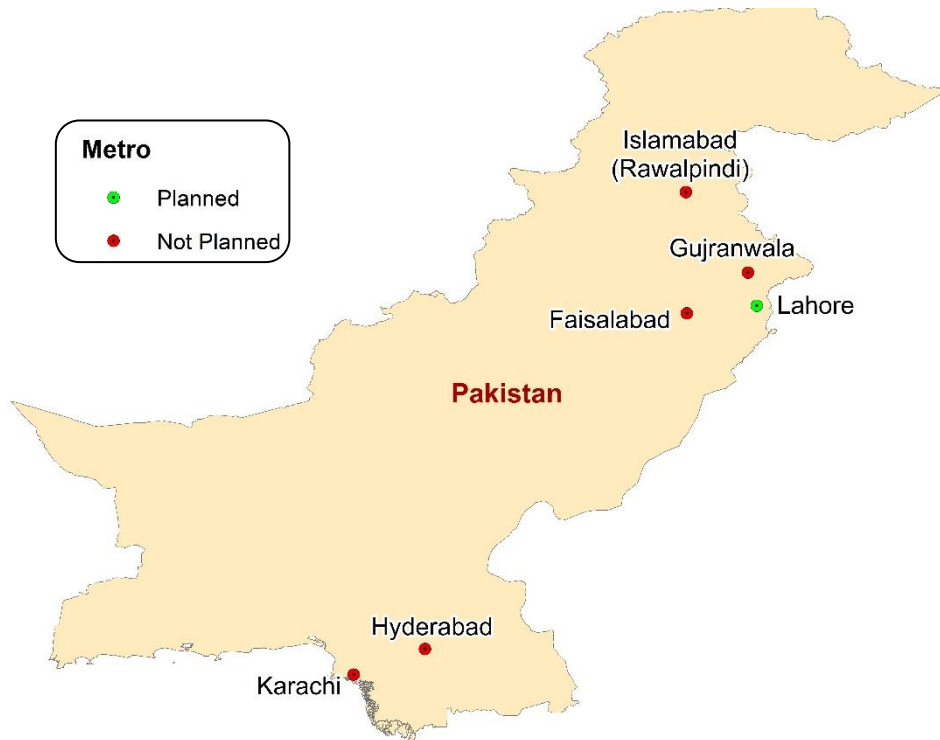 Metro
Planned
Not Planned
Islamabad
(Rawalpindi)
Gujranwala
Lahore
Faisalabad
Pakistan
Hyderabad
Karachi